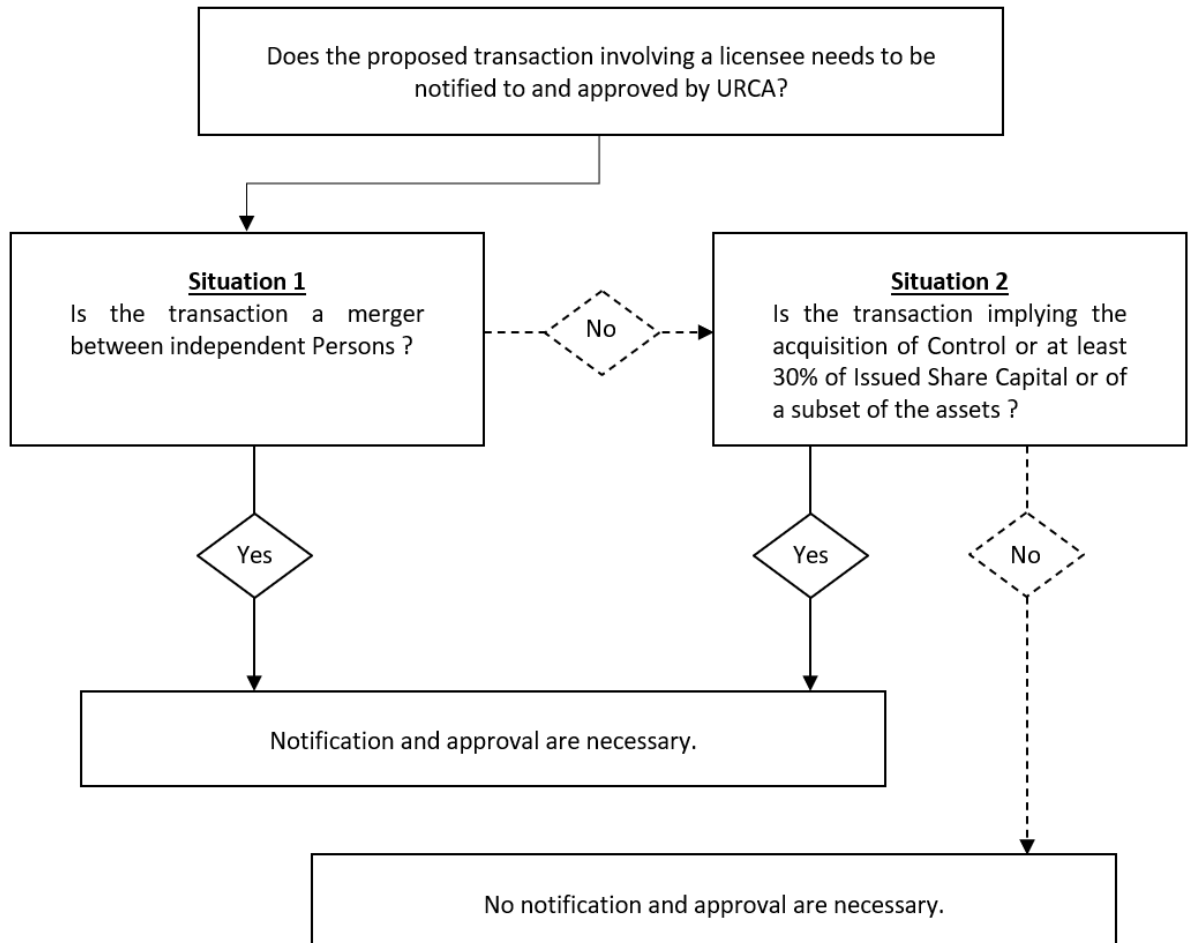 Does the proposed transaction involving a licensee needs to be
notified to and approved by URCA?
Situation 1
Is the transaction a merger
between independent Persons ?
No
Situation 2
Is the transaction implying the
acquisition of Control or at least
30% of Issued Share Capital or of
a subset of the assets ?
Yes
Yes
No
Notification and approval are necessary.
No notification and approval are necessary.